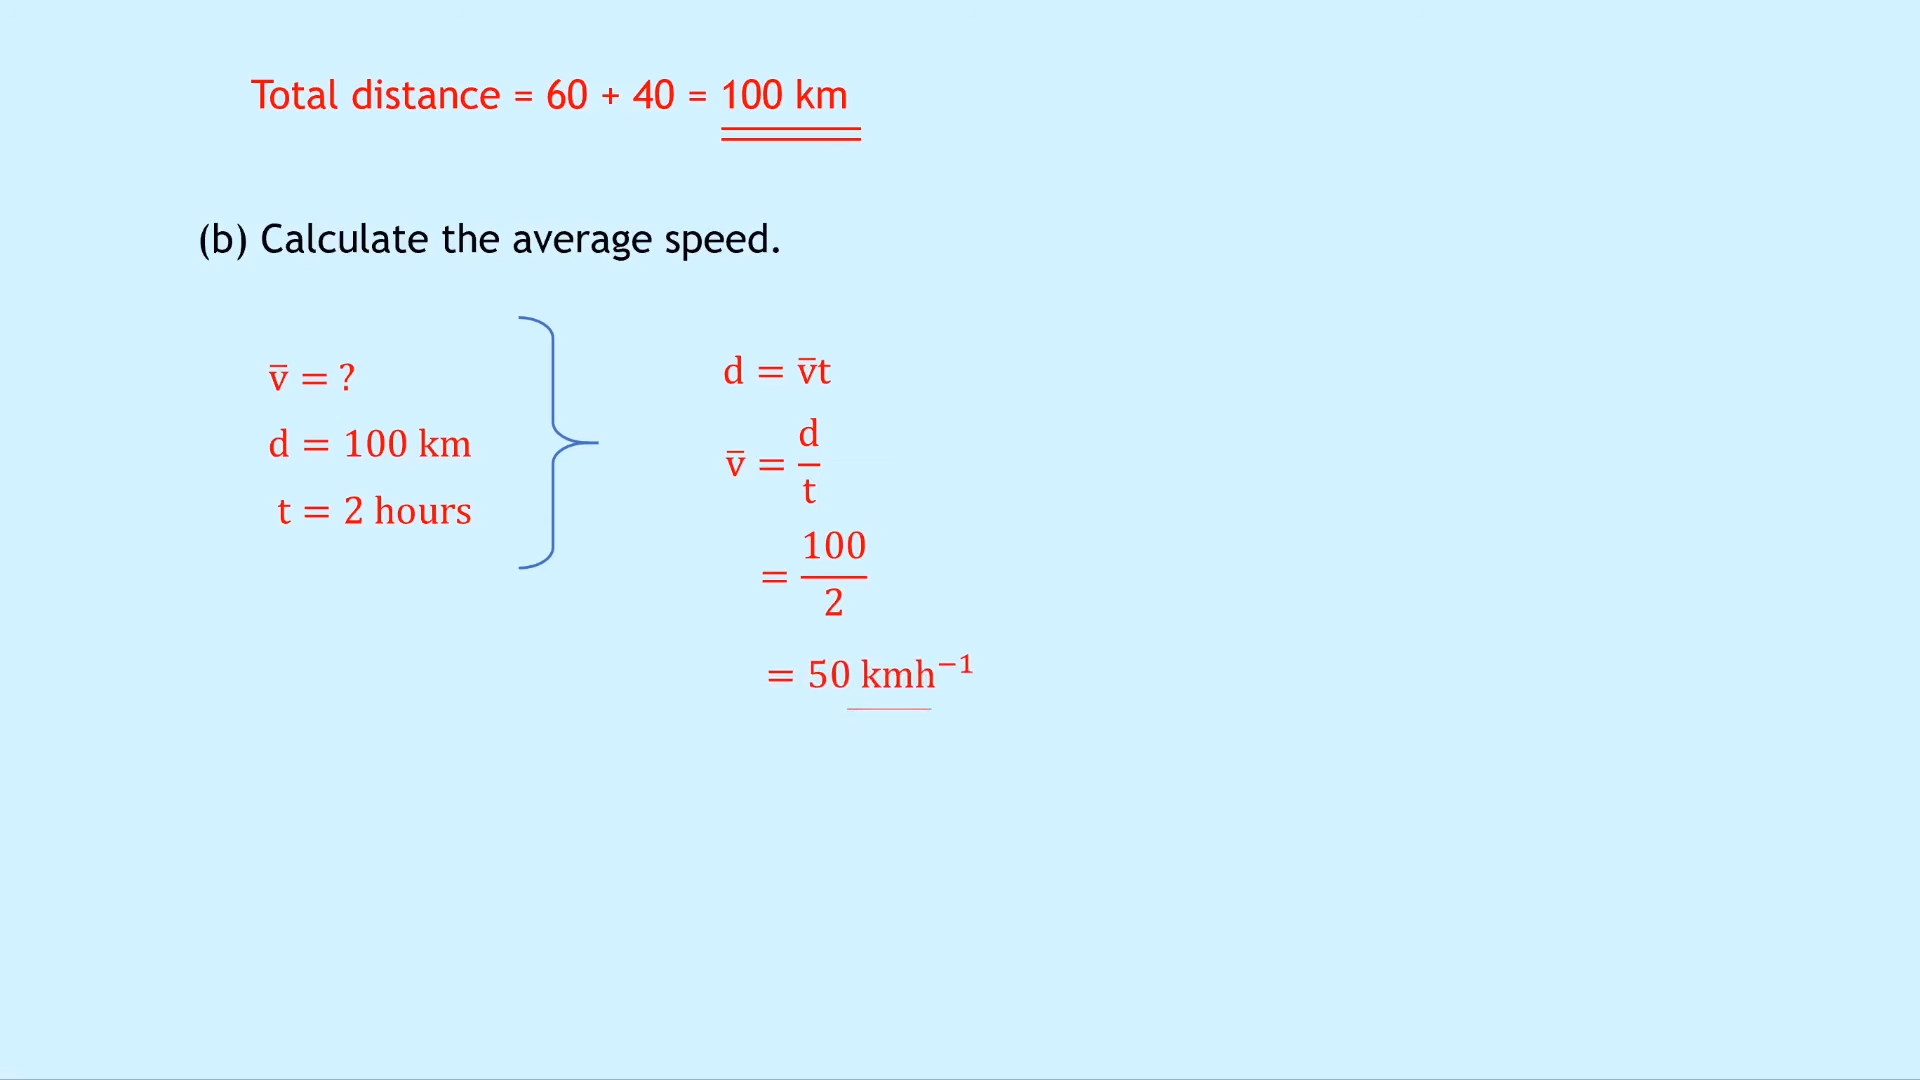 Total distance = 60 + 40 = 100 km
(b) Calculate the average speed.
v̄ = ?
d = 100 km
t = 2 hours
d = v̄t
v̄ = d/t
= 100/2
= 50 kmh⁻¹